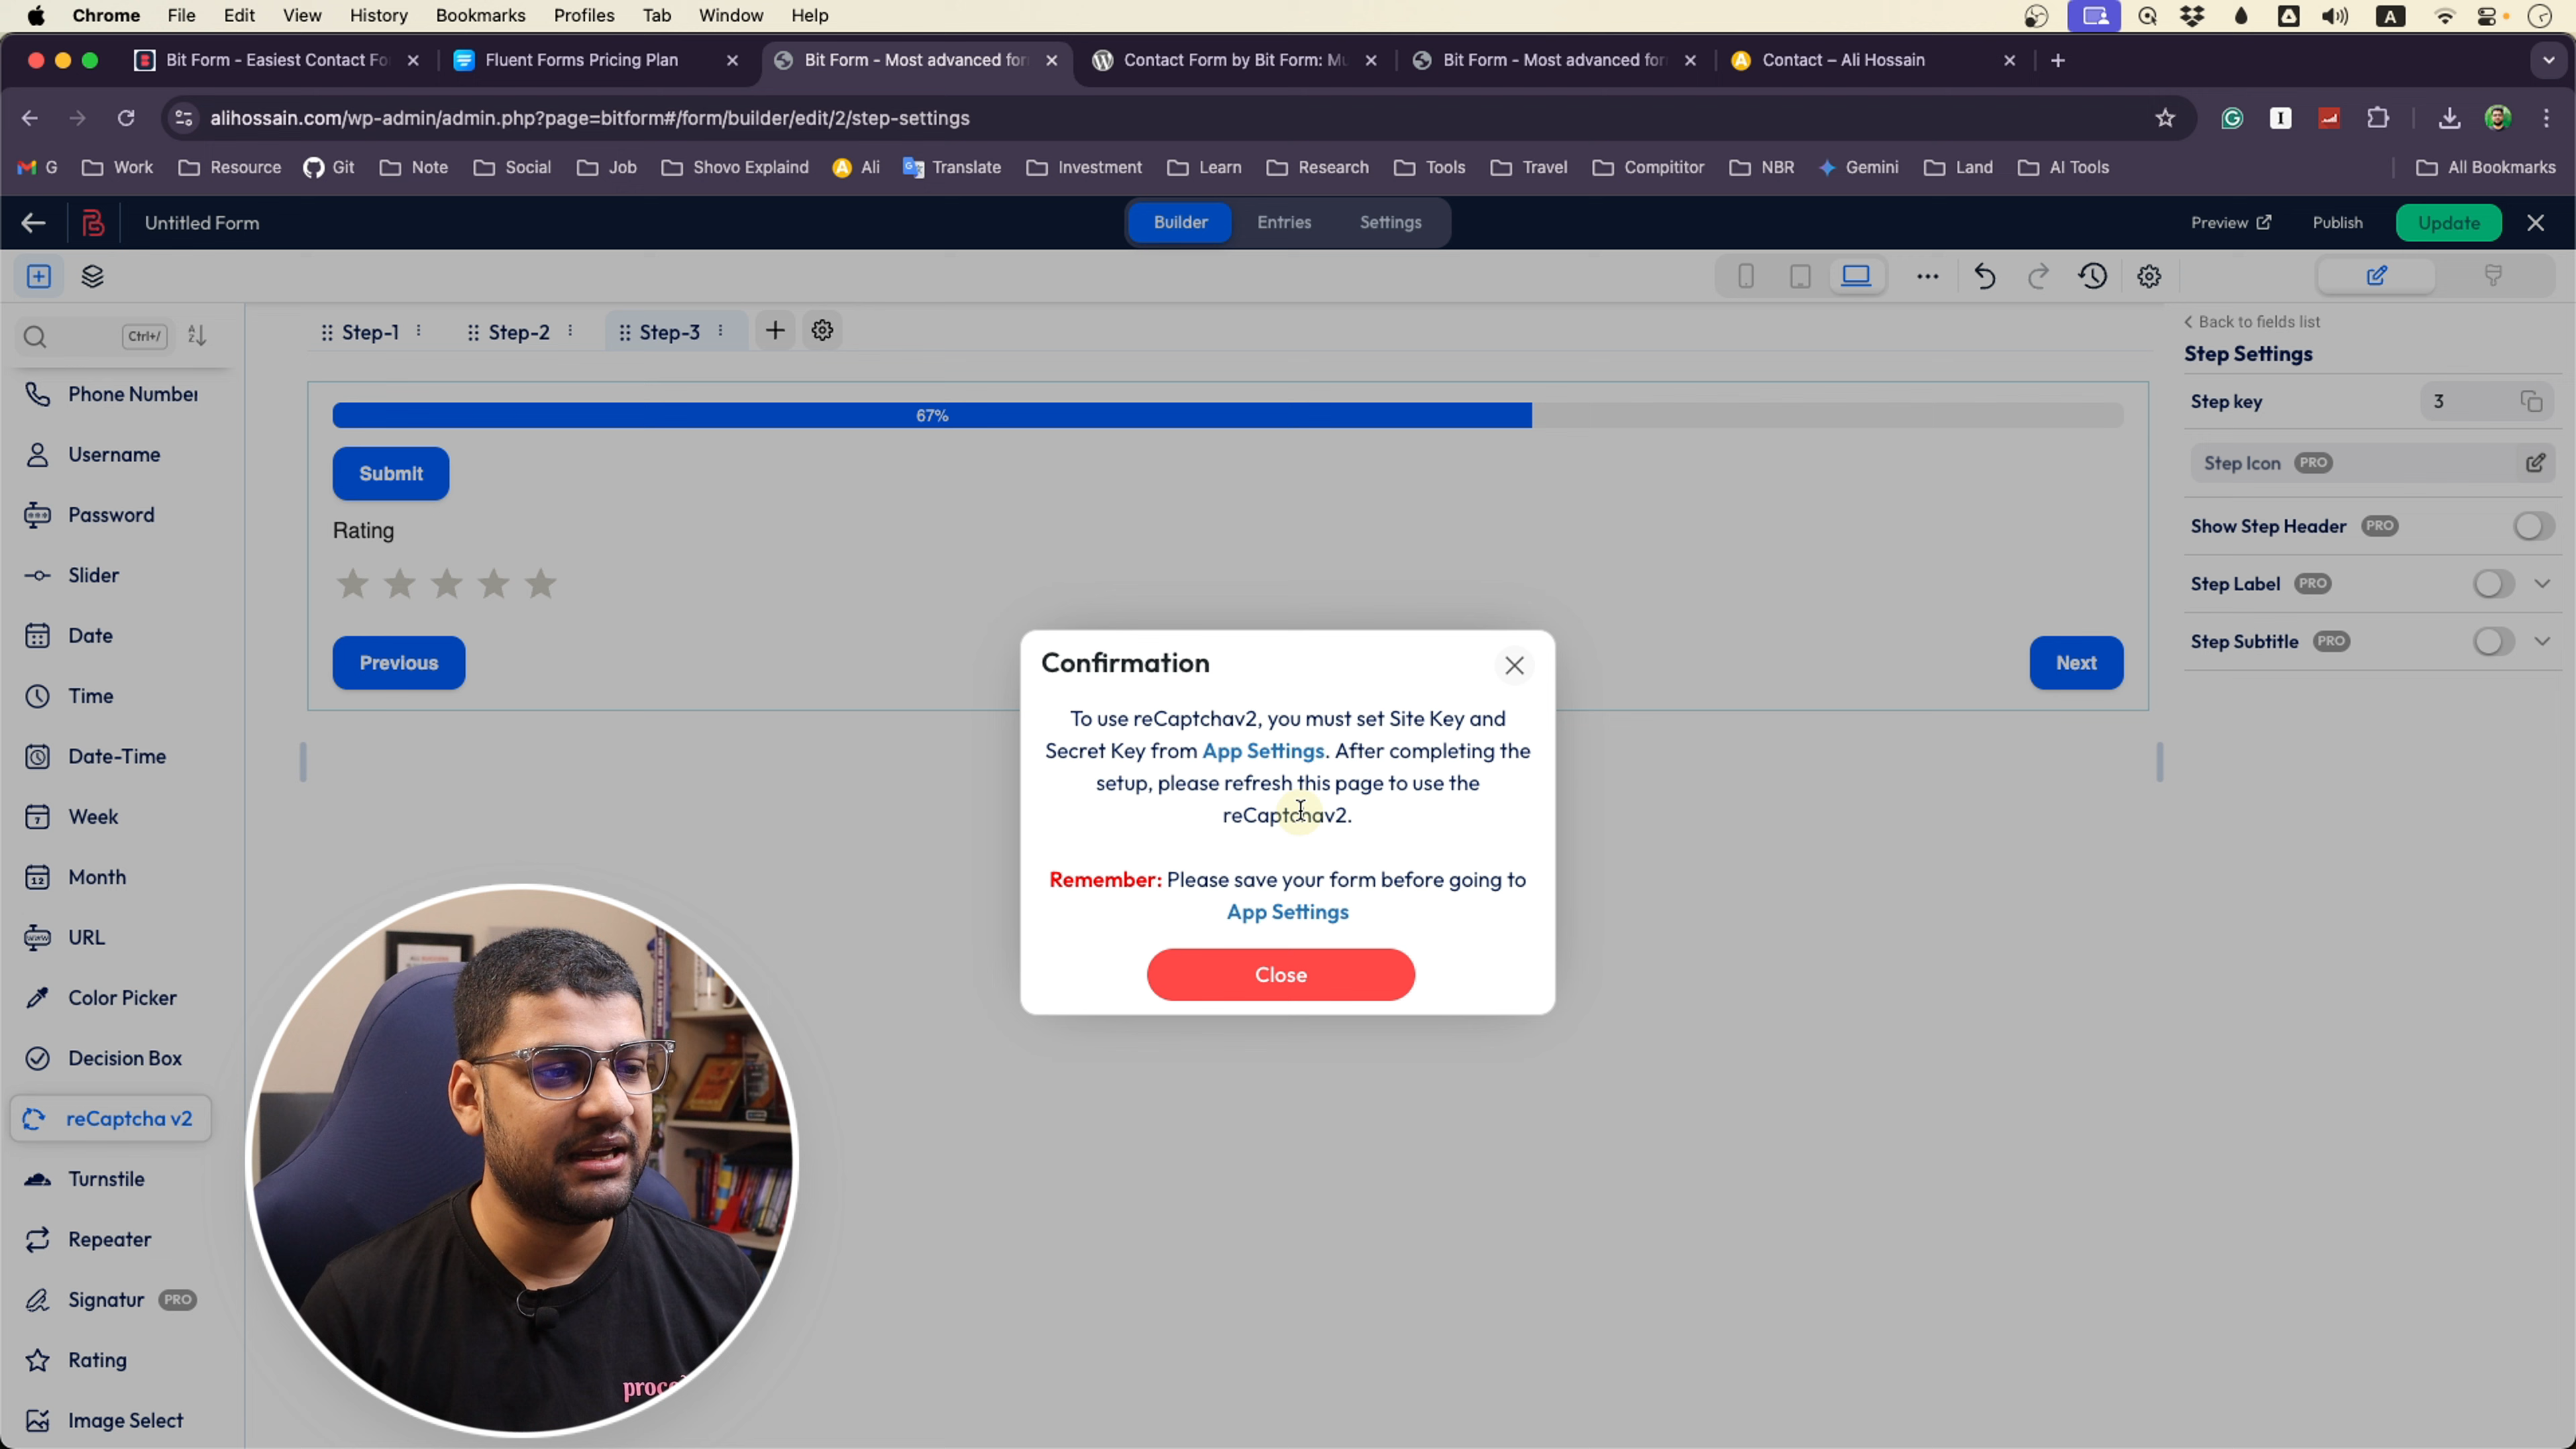 Chrome File Edit View History Bookmarks Profiles Tab Window Help A
Bit Form - Easiest Contact Fo
Fluent Forms Pricing Plan
Bit Form - Most advanced for
Contact Form by Bit Form: Mu
Bit Form - Most advanced for
Contact – Ali Hossain
alihossain.com/wp-admin/admin.php?page=bitform#/form/builder/edit/2/step-settings
G Work Resource Git Note Social Job Shovo Explaind Ali Translate Investment Learn Research Tools Travel Compititor NBR Gemini Land AI Tools All Bookmarks
Untitled Form Builder Entries Settings Preview Publish Update
Ctrl+/
Step-1 Step-2 Step-3
Phone Number
Username
Password
Slider
Date
Time
Date-Time
Week
Month
URL
Color Picker
Decision Box
reCaptcha v2
Turnstile
Repeater
Signatur PRO
Rating
Image Select
67%
Submit
Rating
Previous
Next
Confirmation
To use reCaptchav2, you must set Site Key and
Secret Key from App Settings. After completing the
setup, please refresh this page to use the
reCaptchav2.
Remember: Please save your form before going to
App Settings
Close
Back to fields list
Step Settings
Step key 3
Step Icon PRO
Show Step Header PRO
Step Label PRO
Step Subtitle PRO